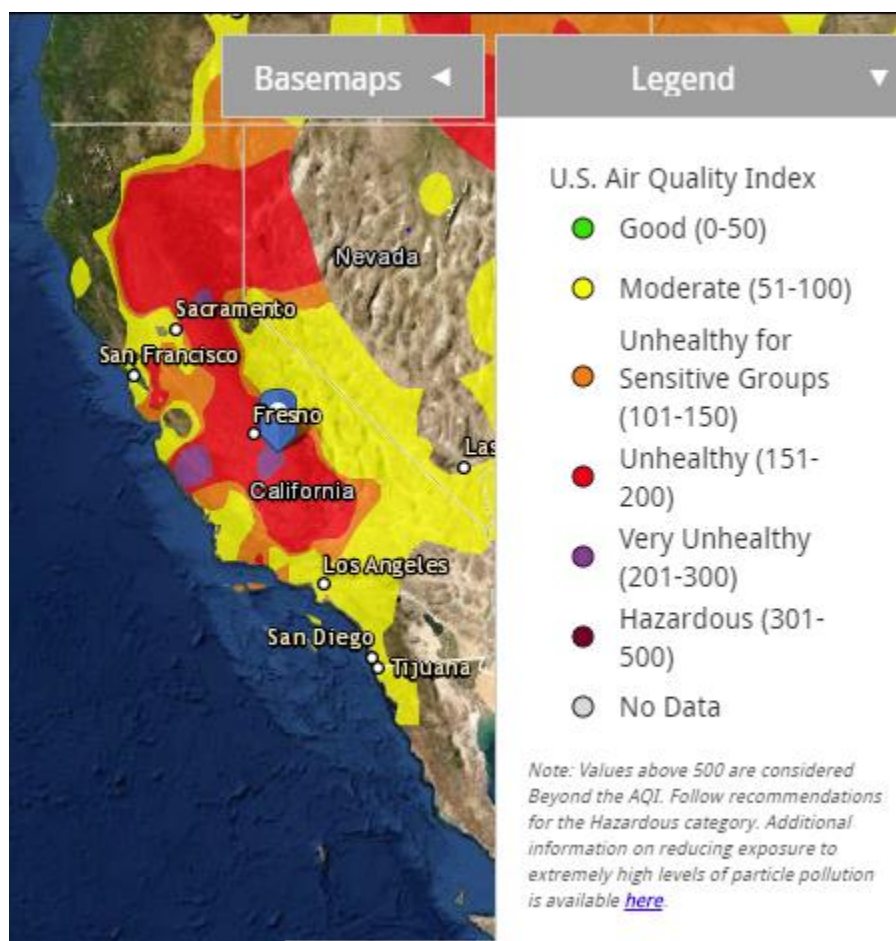 Basemaps
Legend
U.S. Air Quality Index
Good (0-50)
Moderate (51-100)
Unhealthy for
Sensitive Groups
(101-150)
Unhealthy (151-
200)
Very Unhealthy
(201-300)
Hazardous (301-
500)
No Data
Note: Values above 500 are considered
Beyond the AQI. Follow recommendations
for the Hazardous category. Additional
information on reducing exposure to
extremely high levels of particle pollution
is available here.
Nevada
Sacramento
San Francisco
Fresno
Las
California
Los Angeles
San Diego
Tijuana